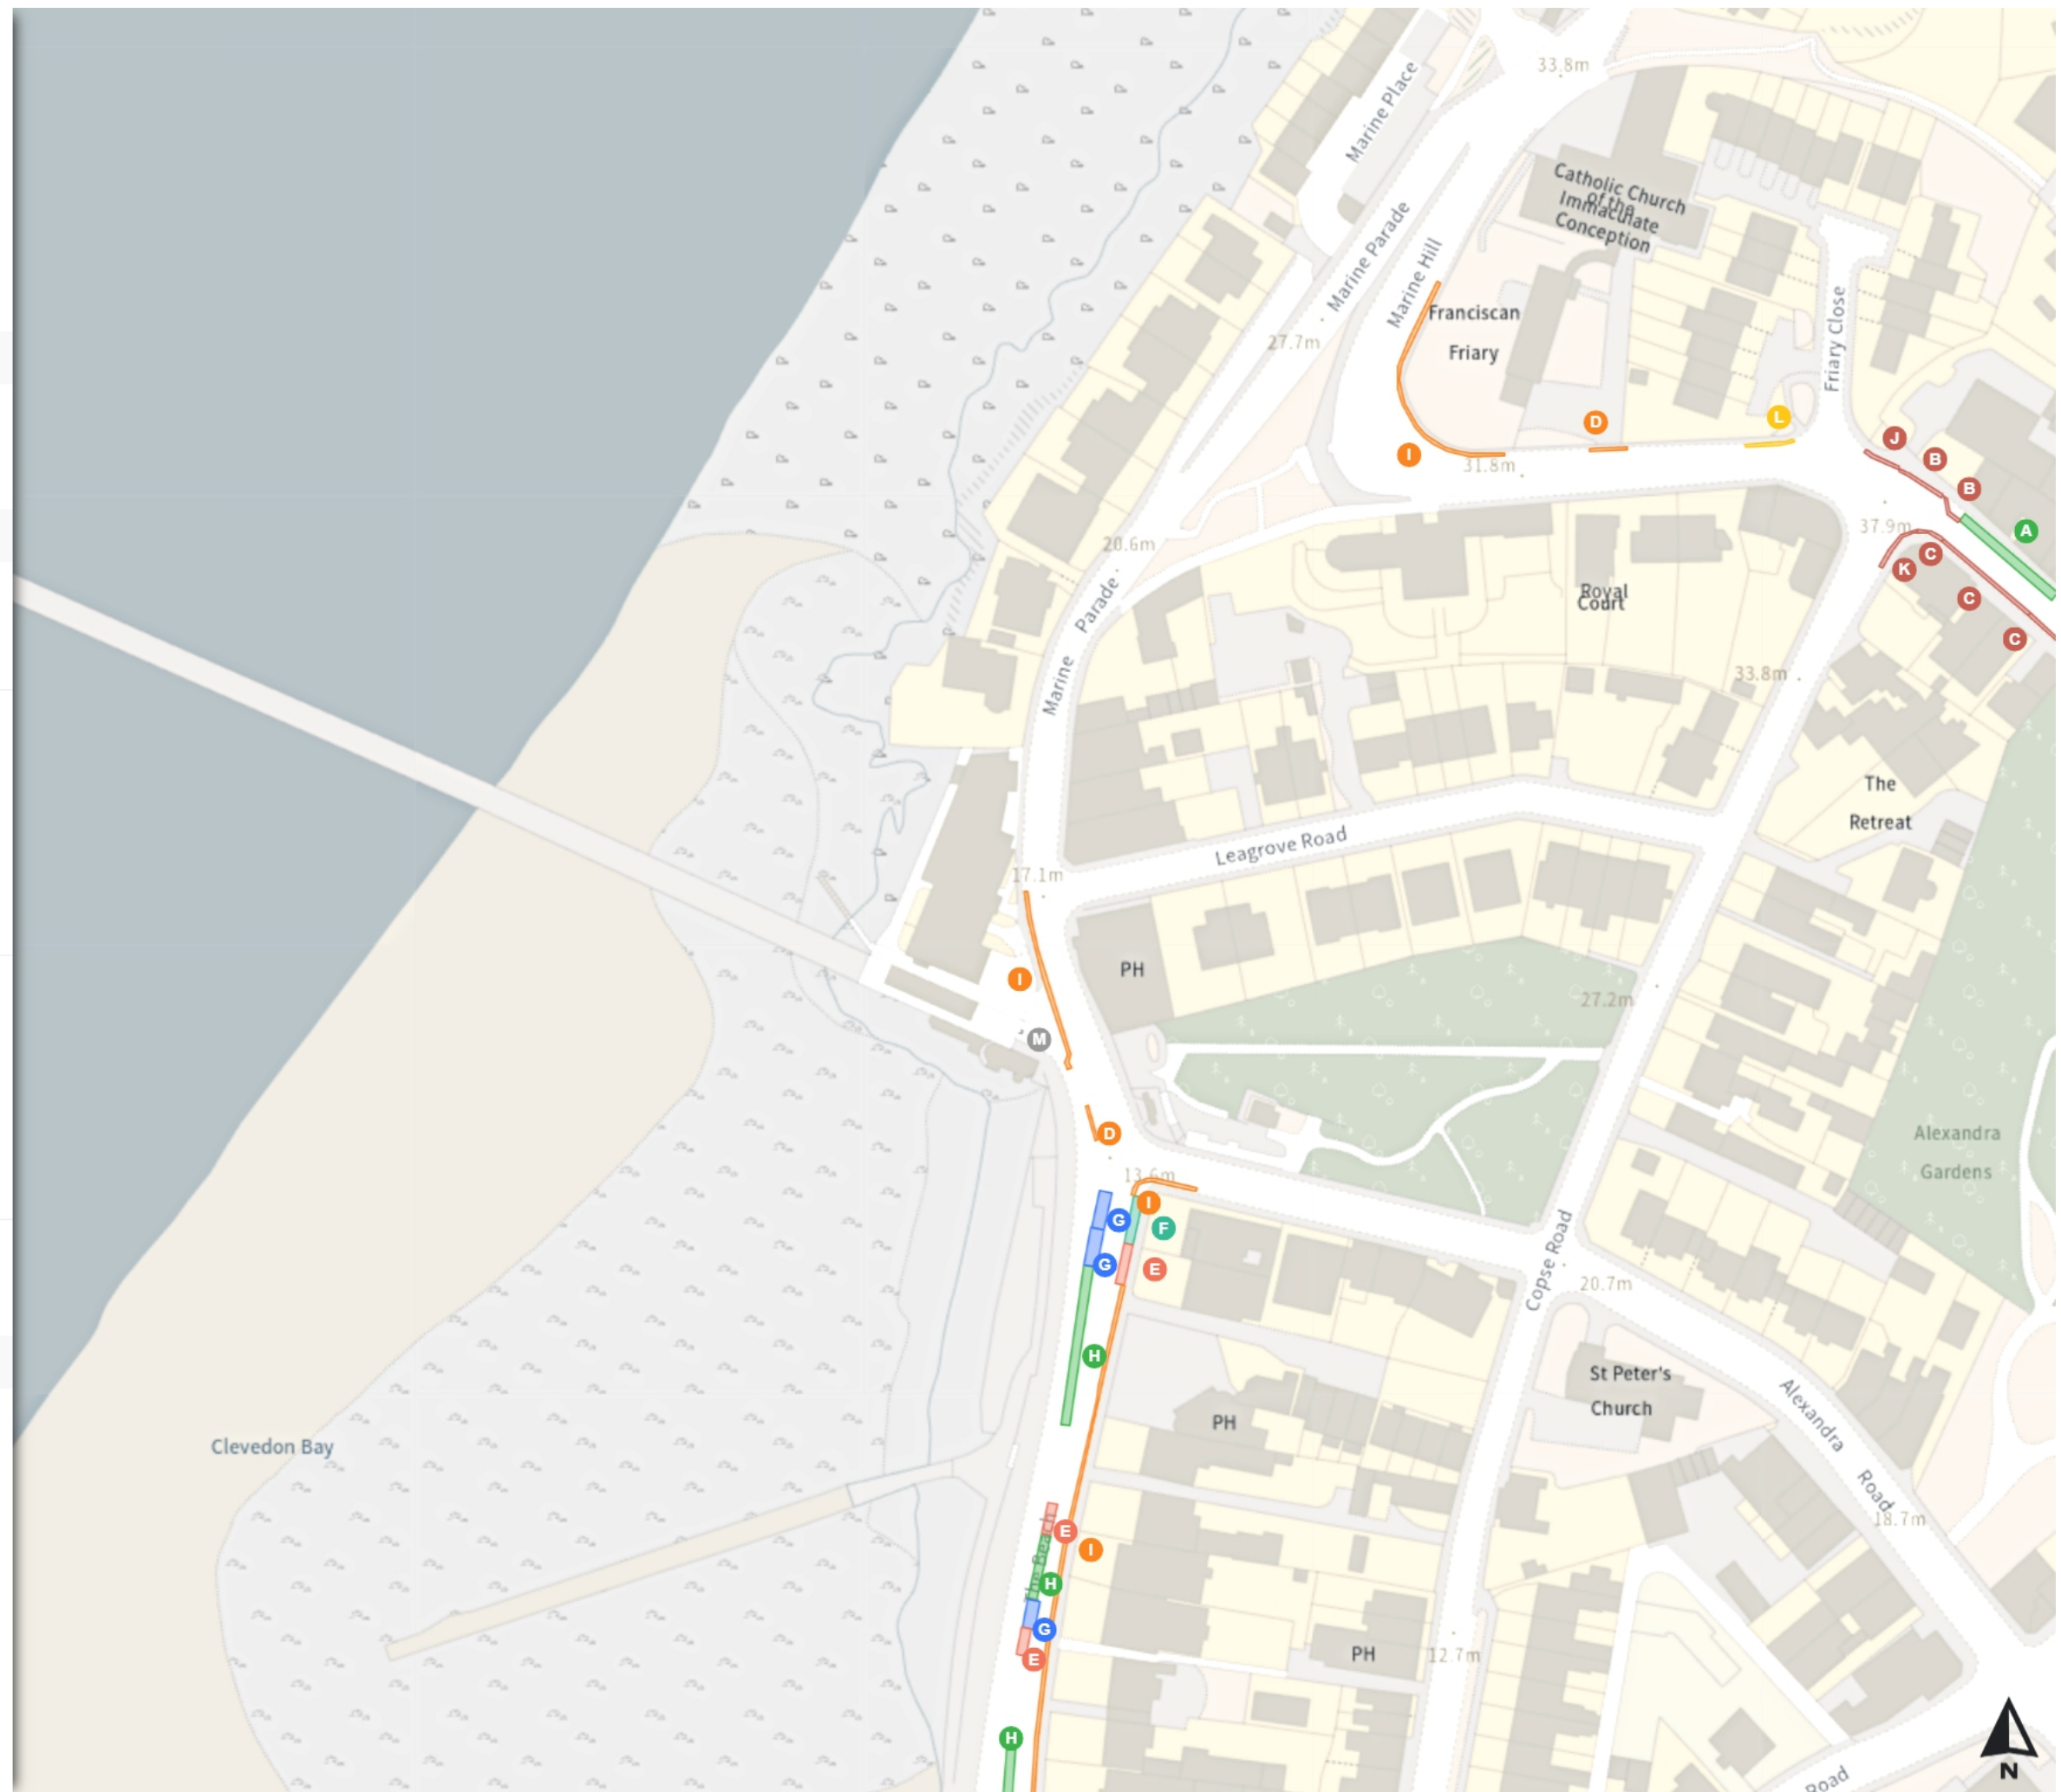 33.8m
Marine Place
Catholic Church
of the
Immaculate
Conception
Marine Parade
Marine Hill
Franciscan
Friary
27.7m
Friary Close
D
L
I
31.8m
J
B
B
A
37.9m
C
K
C
C
20.6m
Royal
Court
Marine Parade
33.8m
The
Retreat
Leagrove Road
17.1m
PH
I
27.2m
M
D
Alexandra
Gardens
13.6m
I
G
F
G
E
Copse Road
20.7m
H
St Peter's
Church
PH
Alexandra Road
Clevedon Bay
18.7m
E
I
The Beach
H
G
E
PH
12.7m
H
Road
N